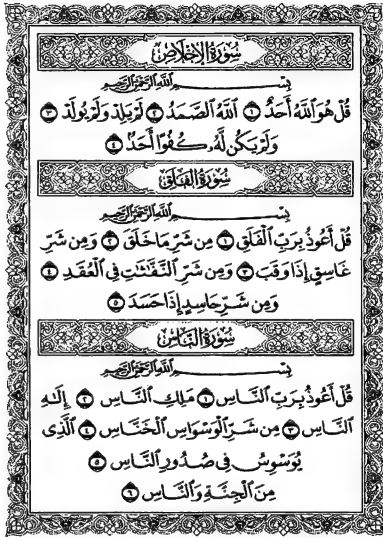 سُورَةُ الإِخْلَاصِ
بِسْمِ ٱللَّهِ ٱلرَّحْمَٰنِ ٱلرَّحِيمِ
قُلْ هُوَ ٱللَّهُ أَحَدٌ ١ ٱللَّهُ ٱلصَّمَدُ ٢ لَمْ يَلِدْ وَلَمْ يُولَدْ ٣
وَلَمْ يَكُن لَّهُۥ كُفُوًا أَحَدٌۢ ٤
سُورَةُ الْفَلَقِ
بِسْمِ ٱللَّهِ ٱلرَّحْمَٰنِ ٱلرَّحِيمِ
قُلْ أَعُوذُ بِرَبِّ ٱلْفَلَقِ ١ مِن شَرِّ مَا خَلَقَ ٢ وَمِن شَرِّ
غَاسِقٍ إِذَا وَقَبَ ٣ وَمِن شَرِّ ٱلنَّفَّٰثَٰتِ فِى ٱلْعُقَدِ ٤
وَمِن شَرِّ حَاسِدٍ إِذَا حَسَدَ ٥
سُورَةُ النَّاسِ
بِسْمِ ٱللَّهِ ٱلرَّحْمَٰنِ ٱلرَّحِيمِ
قُلْ أَعُوذُ بِرَبِّ ٱلنَّاسِ ١ مَلِكِ ٱلنَّاسِ ٢ إِلَٰهِ
ٱلنَّاسِ ٣ مِن شَرِّ ٱلْوَسْوَاسِ ٱلْخَنَّاسِ ٤ ٱلَّذِى
يُوَسْوِسُ فِى صُدُورِ ٱلنَّاسِ ٥
مِنَ ٱلْجِنَّةِ وَٱلنَّاسِ ٦